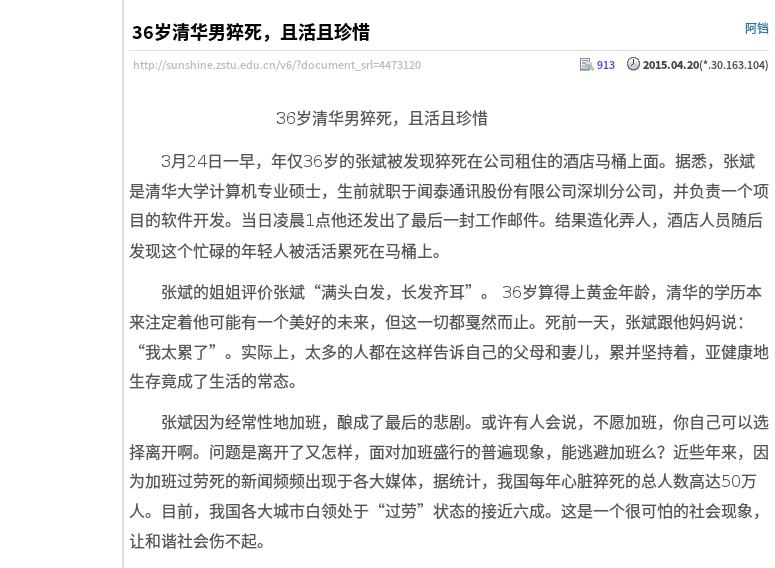 36岁清华男猝死，且活且珍惜
阿铛
http://sunshine.zstu.edu.cn/v6/?document_srl=4473120
913
2015.04.20(*.30.163.104)
36岁清华男猝死，且活且珍惜
3月24日一早，年仅36岁的张斌被发现猝死在公司租住的酒店马桶上面。据悉，张斌
是清华大学计算机专业硕士，生前就职于闻泰通讯股份有限公司深圳分公司，并负责一个项
目的软件开发。当日凌晨1点他还发出了最后一封工作邮件。结果造化弄人，酒店人员随后
发现这个忙碌的年轻人被活活累死在马桶上。
张斌的姐姐评价张斌“满头白发，长发齐耳”。 36岁算得上黄金年龄，清华的学历本
来注定着他可能有一个美好的未来，但这一切都戛然而止。死前一天，张斌跟他妈妈说：
“我太累了”。实际上，太多的人都在这样告诉自己的父母和妻儿，累并坚持着，亚健康地
生存竟成了生活的常态。
张斌因为经常性地加班，酿成了最后的悲剧。或许有人会说，不愿加班，你自己可以选
择离开啊。问题是离开了又怎样，面对加班盛行的普遍现象，能逃避加班么？近些年来，因
为加班过劳死的新闻频频出现于各大媒体，据统计，我国每年心脏猝死的总人数高达50万
人。目前，我国各大城市白领处于“过劳”状态的接近六成。这是一个很可怕的社会现象，
让和谐社会伤不起。